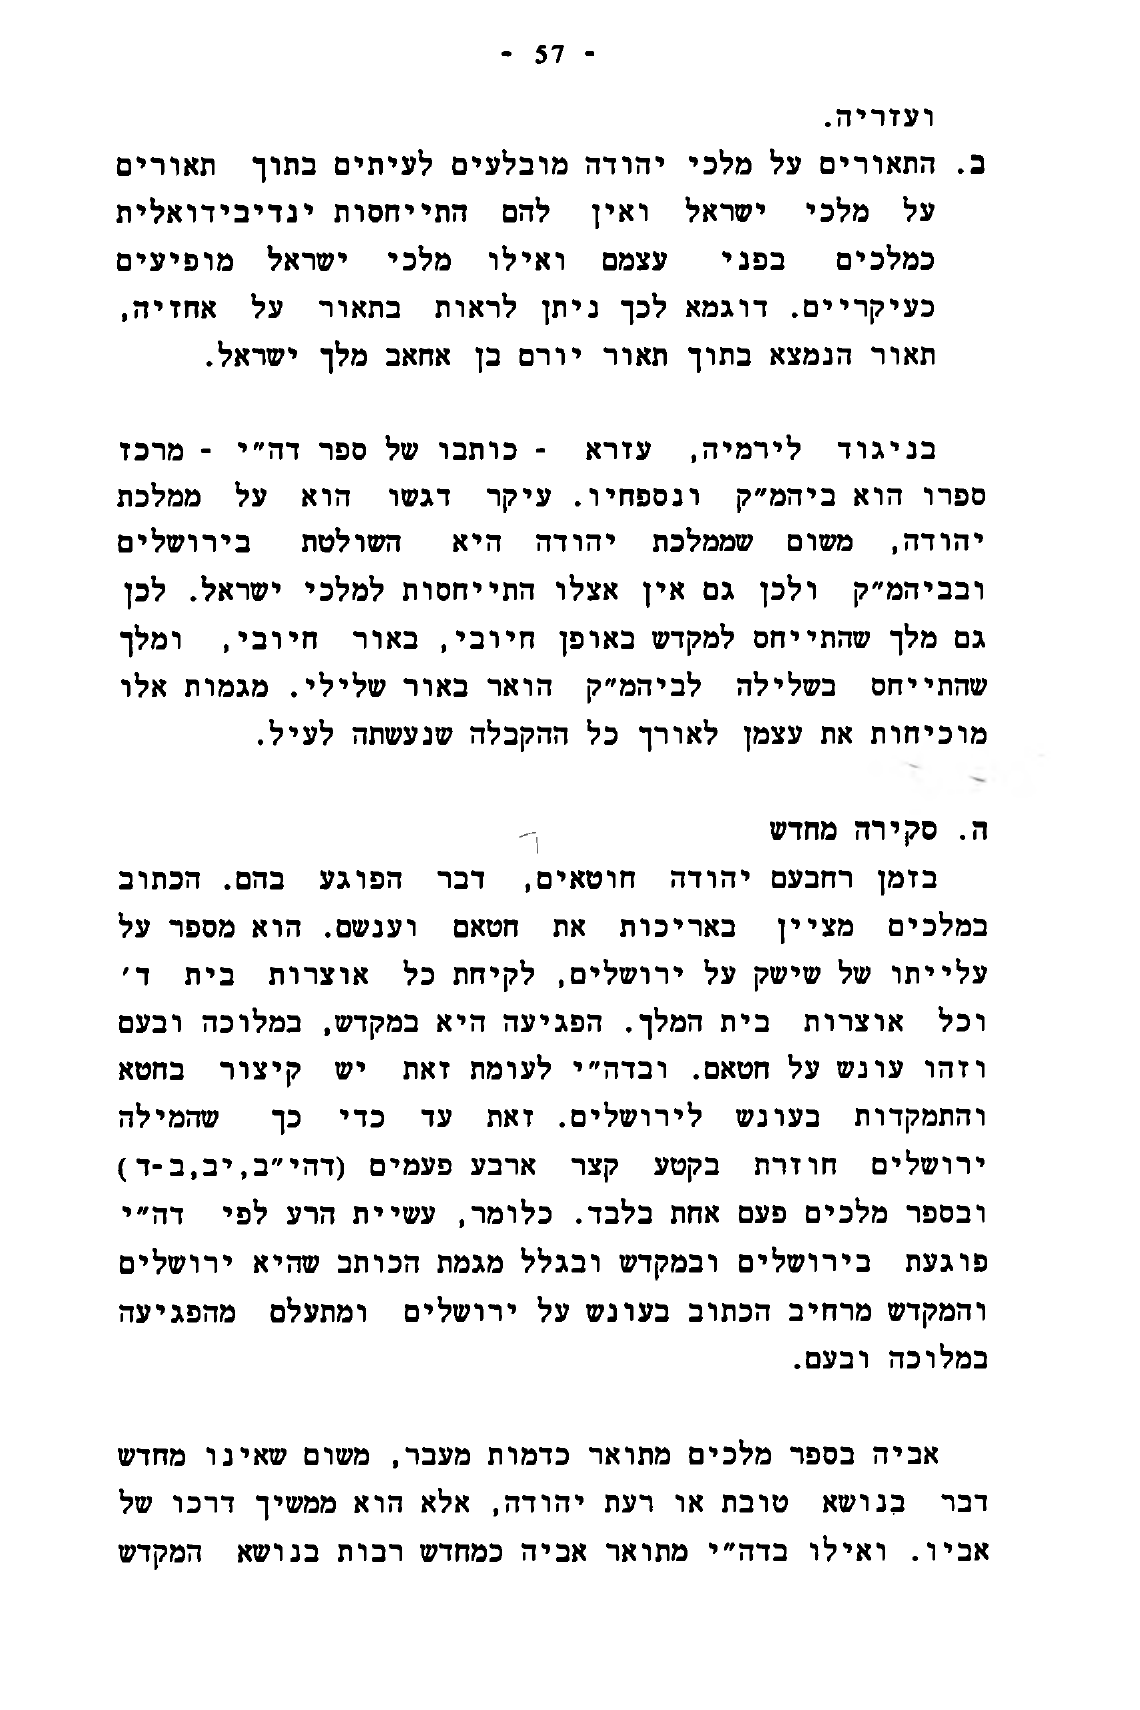 - 57 -
ועזריה.
ב. התאורים על מלכי יהודה מובלעים לעיתים בתוך תאורים
על מלכי ישראל ואין להם התייחסות ינדיבידואלית
כמלכים בפני עצמם ואילו מלכי ישראל מופיעים
כעיקריים. דוגמא לכך ניתן לראות בתאור על אחזיה,
תאור הנמצא בתוך תאור יורם בן אחאב מלך ישראל.
בניגוד לירמיה, עזרא - כותבו של ספר דה"י - מרכז
ספרו הוא ביהמ"ק ונספחיו. עיקר דגשו הוא על ממלכת
יהודה, משום שממלכת יהודה היא השולטת בירושלים
ובביהמ"ק ולכן גם אין אצלו התייחסות למלכי ישראל. לכן
גם מלך שהתייחס למקדש באופן חיובי, באור חיובי, ומלך
שהתייחס בשלילה לביהמ"ק הואר באור שלילי. מגמות אלו
מוכיחות את עצמן לאורך כל ההקבלה שנעשתה לעיל.
ה. סקירה מחדש
בזמן רחבעם יהודה חוטאים, דבר הפוגע בהם. הכתוב
במלכים מציין באריכות את חטאם וענשם. הוא מספר על
עלייתו של שישק על ירושלים, לקיחת כל אוצרות בית ד'
וכל אוצרות בית המלך. הפגיעה היא במקדש, במלוכה ובעם
וזהו עונש על חטאם. ובדה"י לעומת זאת יש קיצור בחטא
והתמקדות בעונש לירושלים. זאת עד כדי כך שהמילה
ירושלים חוזרת בקטע קצר ארבע פעמים (דהי"ב,יב,ב-ד)
ובספר מלכים פעם אחת בלבד. כלומר, עשיית הרע לפי דה"י
פוגעת בירושלים ובמקדש ובגלל מגמת הכותב שהיא ירושלים
והמקדש מרחיב הכתוב בעונש על ירושלים ומתעלם מהפגיעה
במלוכה ובעם.
אביה בספר מלכים מתואר כדמות מעבר, משום שאינו מחדש
דבר בנושא טובת או רעת יהודה, אלא הוא ממשיך דרכו של
אביו. ואילו בדה"י מתואר אביה כמחדש רבות בנושא המקדש